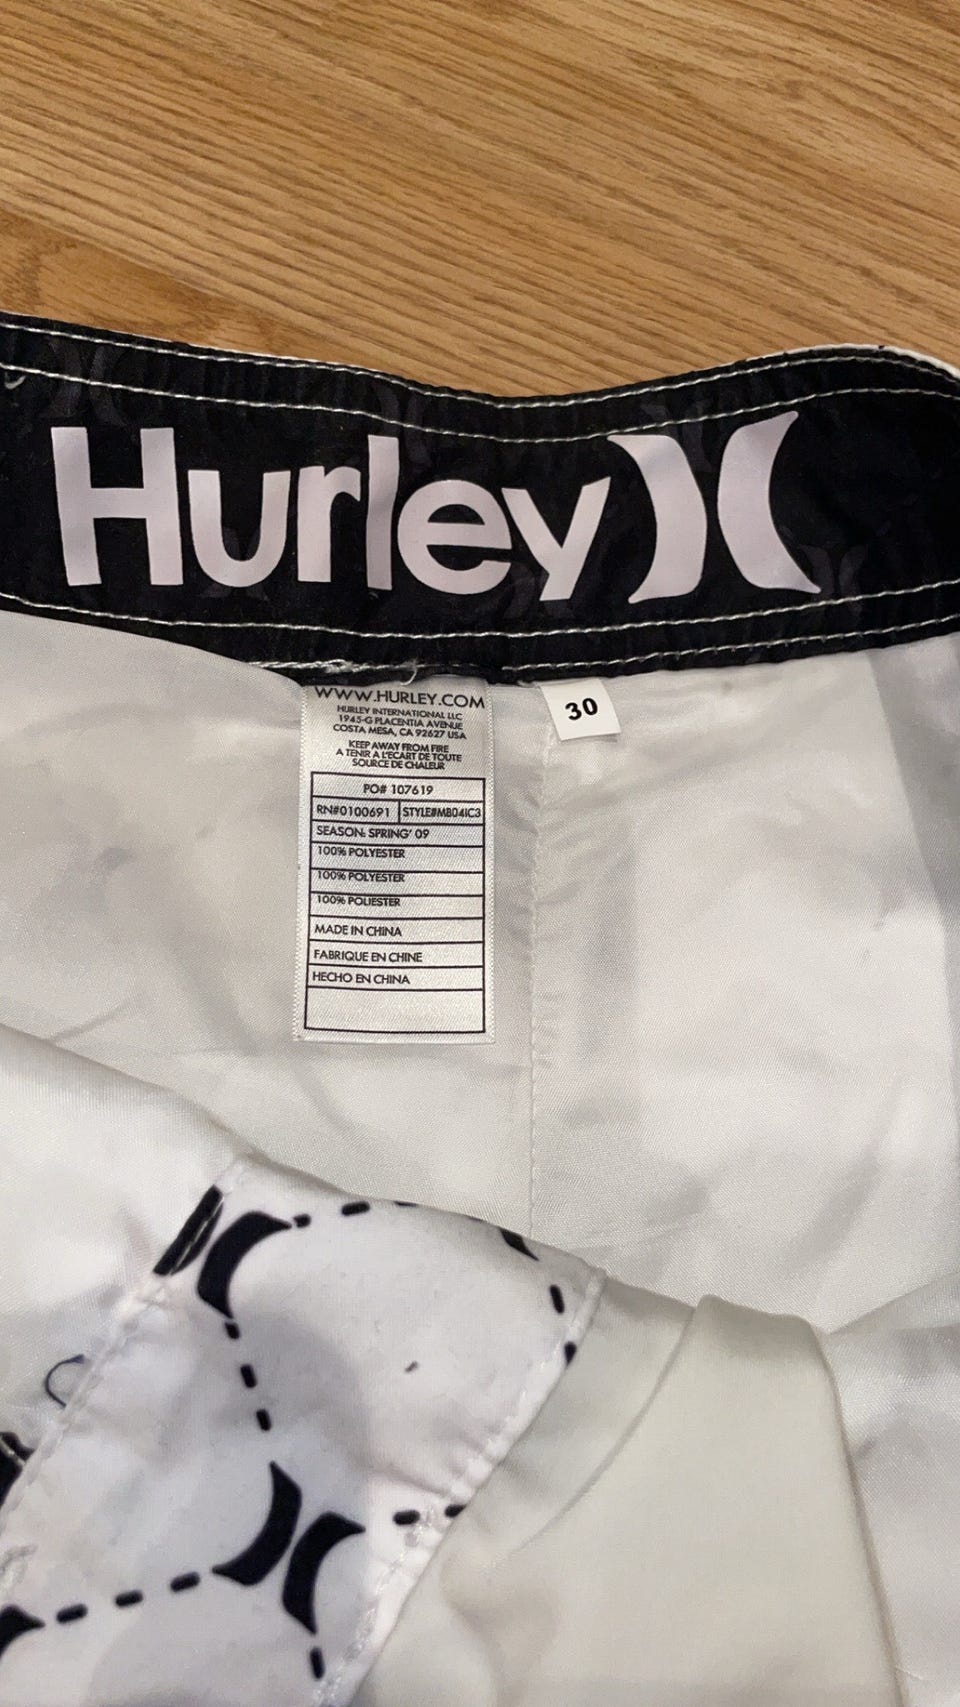 Hurley
WWW.HURLEY.COM
30
HURLEY INTERNATIONAL LLC
1945-G PLACENTIA AVENUE
COSTA MESA, CA 92627 USA
KEEP AWAY FROM FIRE
A TENIR A L'ECART DE TOUTE
SOURCE DE CHALEUR
PO# 107619
RN#0100691 STYLE#MB04IC3
SEASON: SPRING' 09
100% POLYESTER
100% POLYESTER
100% POLIESTER
MADE IN CHINA
FABRIQUE EN CHINE
HECHO EN CHINA